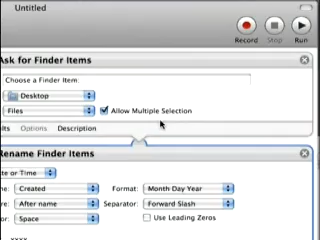 Untitled
Record Stop Run
Ask for Finder Items
Choose a Finder Item:
Desktop
Files Allow Multiple Selection
Options Description
Rename Finder Items
Created Format: Month Day Year
After name Separator: Forward Slash
Space Use Leading Zeros